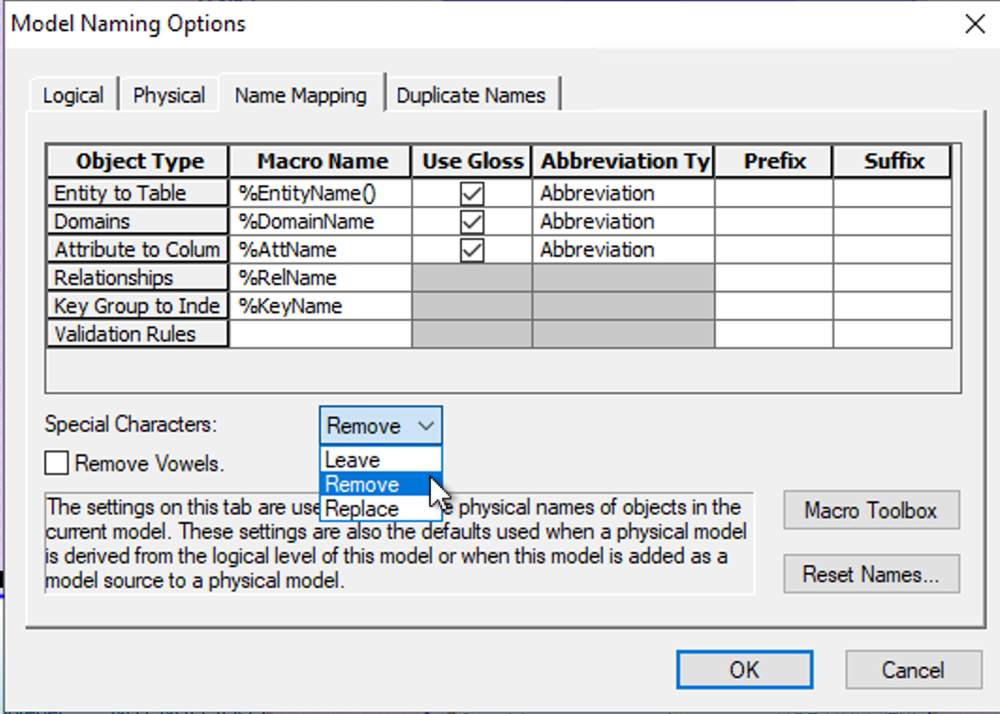 Model Naming Options
Logical Physical Name Mapping Duplicate Names
Object Type Macro Name Use Gloss Abbreviation Ty Prefix Suffix
Entity to Table %EntityName() Abbreviation
Domains %DomainName Abbreviation
Attribute to Colum %AttName Abbreviation
Relationships %RelName
Key Group to Inde %KeyName
Validation Rules
Special Characters: Remove
Leave
Remove Vowels.
Remove
Replace
The settings on this tab are use physical names of objects in the
current model. These settings are also the defaults used when a physical model
is derived from the logical level of this model or when this model is added as a
model source to a physical model.
Macro Toolbox
Reset Names...
OK Cancel